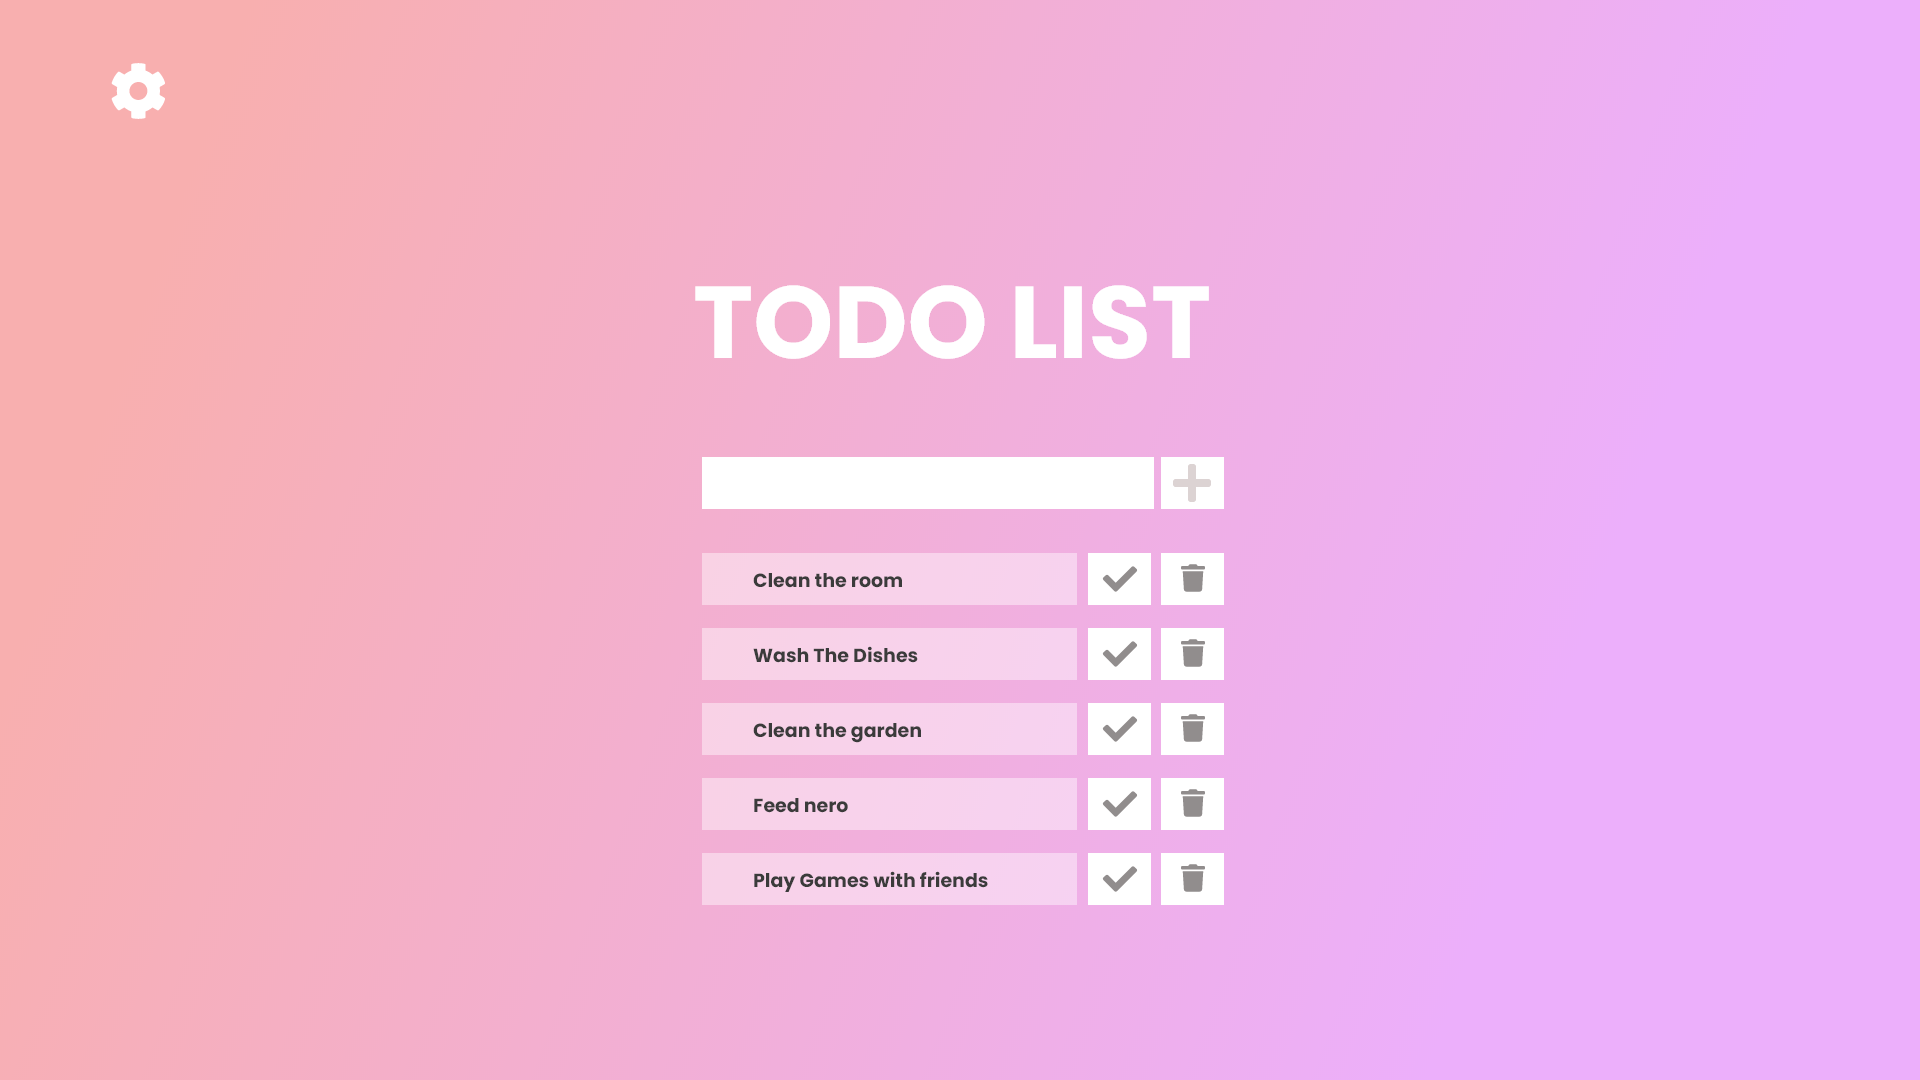 TODO LIST
Clean the room
Wash The Dishes
Clean the garden
Feed nero
Play Games with friends